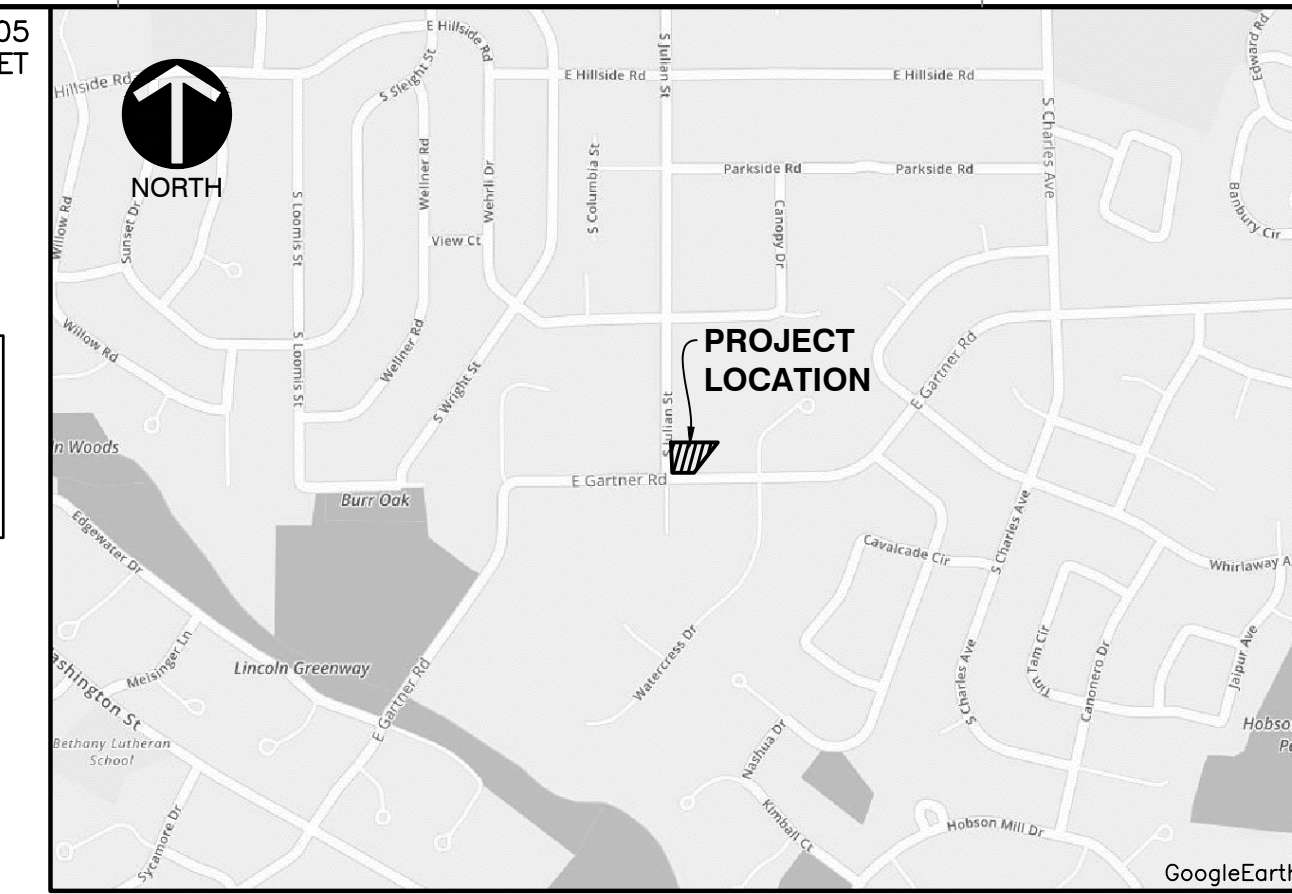 05
ET
E Hillside Rd
Hillside Rd
NORTH
S Sleight St
S Julian St
E Hillside Rd
E Hillside Rd
Edward Rd
S Charles Ave
Wellner Rd
Wehrli Dr
S Columbia St
Parkside Rd
Parkside Rd
Willow Rd
Sunset Dr
S Loomis St
View Ct
Canopy Dr
Banbury Cir
Willow Rd
S Loomis St
Wellner Rd
S Wright St
PROJECT
LOCATION
E Gartner Rd
S Julian St
n Woods
Burr Oak
E Gartner Rd
Edgewater Dr
S Charles Ave
Cavalcade Cir
Whirlaway A
Meisinger Ln
Lincoln Greenway
Watercress Dr
Tim Tam Cir
Jaipur Ave
ashington St
E Gartner Rd
S Charles Ave
Canonero Dr
Hobso
Bethany Lutheran
School
Nashua Dr
Sycamore Dr
Kimball Ct
Hobson Mill Dr
GoogleEarth